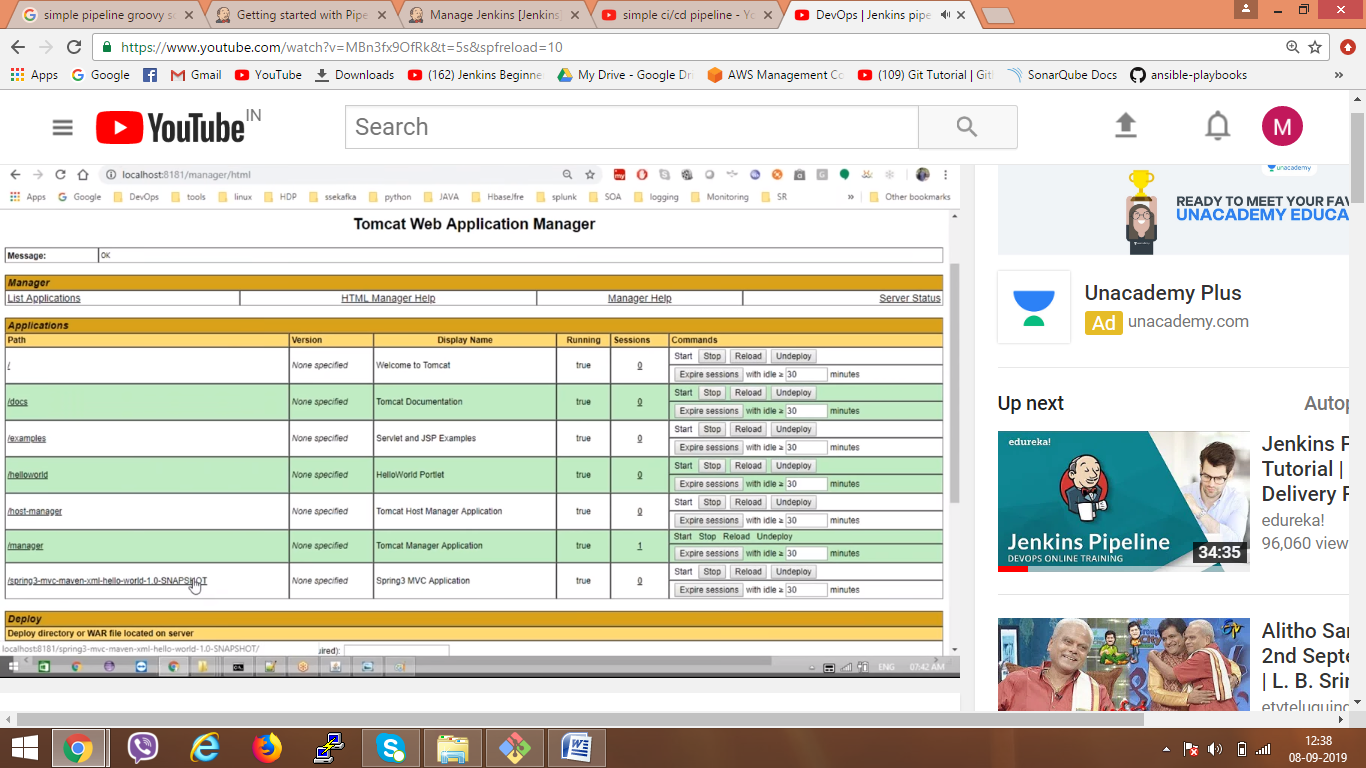 simple pipeline groovy s
Getting started with Pipe
Manage Jenkins [Jenkins]
simple ci/cd pipeline - Yo
DevOps | Jenkins pipe
https://www.youtube.com/watch?v=MBn3fx9OfRk&t=5s&spfreload=10
Apps Google Gmail YouTube Downloads (162) Jenkins Beginne My Drive - Google Dri AWS Management Co (109) Git Tutorial | Git SonarQube Docs ansible-playbooks »
YouTube IN
Search
M
localhost:8181/manager/html
Apps Google DevOps tools linux HDP ssekafka python JAVA Hbase/jre splunk SOA logging Monitoring SR » Other bookmarks
Tomcat Web Application Manager
Message: OK
Manager
List Applications HTML Manager Help Manager Help Server Status
Applications
Path Version Display Name Running Sessions Commands
/ None specified Welcome to Tomcat true 0 Start Stop Reload Undeploy
Expire sessions with idle ≥ 30 minutes
/docs None specified Tomcat Documentation true 0 Start Stop Reload Undeploy
Expire sessions with idle ≥ 30 minutes
/examples None specified Servlet and JSP Examples true 0 Start Stop Reload Undeploy
Expire sessions with idle ≥ 30 minutes
/helloworld None specified HelloWorld Portlet true 0 Start Stop Reload Undeploy
Expire sessions with idle ≥ 30 minutes
/host-manager None specified Tomcat Host Manager Application true 0 Start Stop Reload Undeploy
Expire sessions with idle ≥ 30 minutes
/manager None specified Tomcat Manager Application true 1 Start Stop Reload Undeploy
Expire sessions with idle ≥ 30 minutes
/spring3-mvc-maven-xml-hello-world-1.0-SNAPSHOT None specified Spring3 MVC Application true 0 Start Stop Reload Undeploy
Expire sessions with idle ≥ 30 minutes
Deploy
Deploy directory or WAR file located on server
localhost:8181/spring3-mvc-maven-xml-hello-world-1.0-SNAPSHOT/
uired):
ENG 07:42 AM
unacademy
READY TO MEET YOUR FAV
UNACADEMY EDUCA
Unacademy Plus
Ad unacademy.com
Up next Autop
edureka!
Jenkins Pipeline
DEVOPS ONLINE TRAINING
34:35
Jenkins P
Tutorial |
Delivery P
edureka!
96,060 view
Alitho Sar
2nd Septe
| L. B. Srir
etvteluguind
12:38
08-09-2019